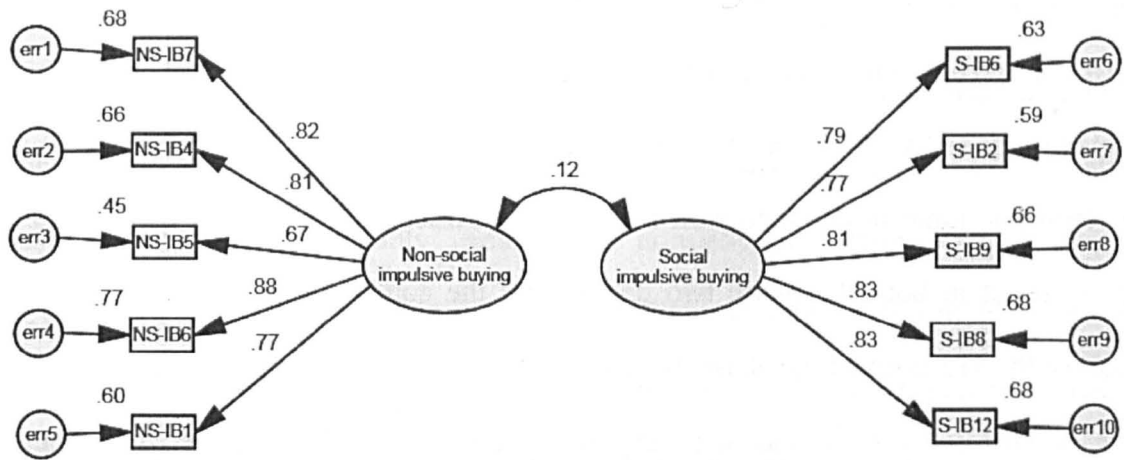 .68
err1
NS-IB7
.82
.66
err2
NS-IB4
.81
.45
err3
NS-IB5
.67
.77
err4
NS-IB6
.88
.60
err5
NS-IB1
.77
Non-social
impulsive buying
.12
Social
impulsive buying
.79
S-IB6
.63
err6
.77
S-IB2
.59
err7
.81
S-IB9
.66
err8
.83
S-IB8
.68
err9
.83
S-IB12
.68
err10